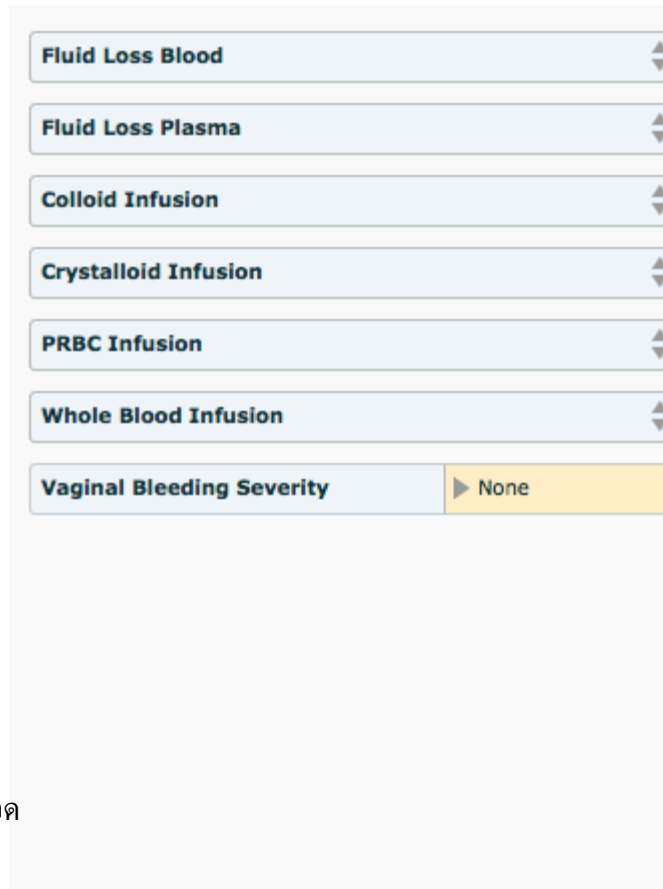 Fluid Loss Blood
Fluid Loss Plasma
Colloid Infusion
Crystalloid Infusion
PRBC Infusion
Whole Blood Infusion
Vaginal Bleeding Severity None